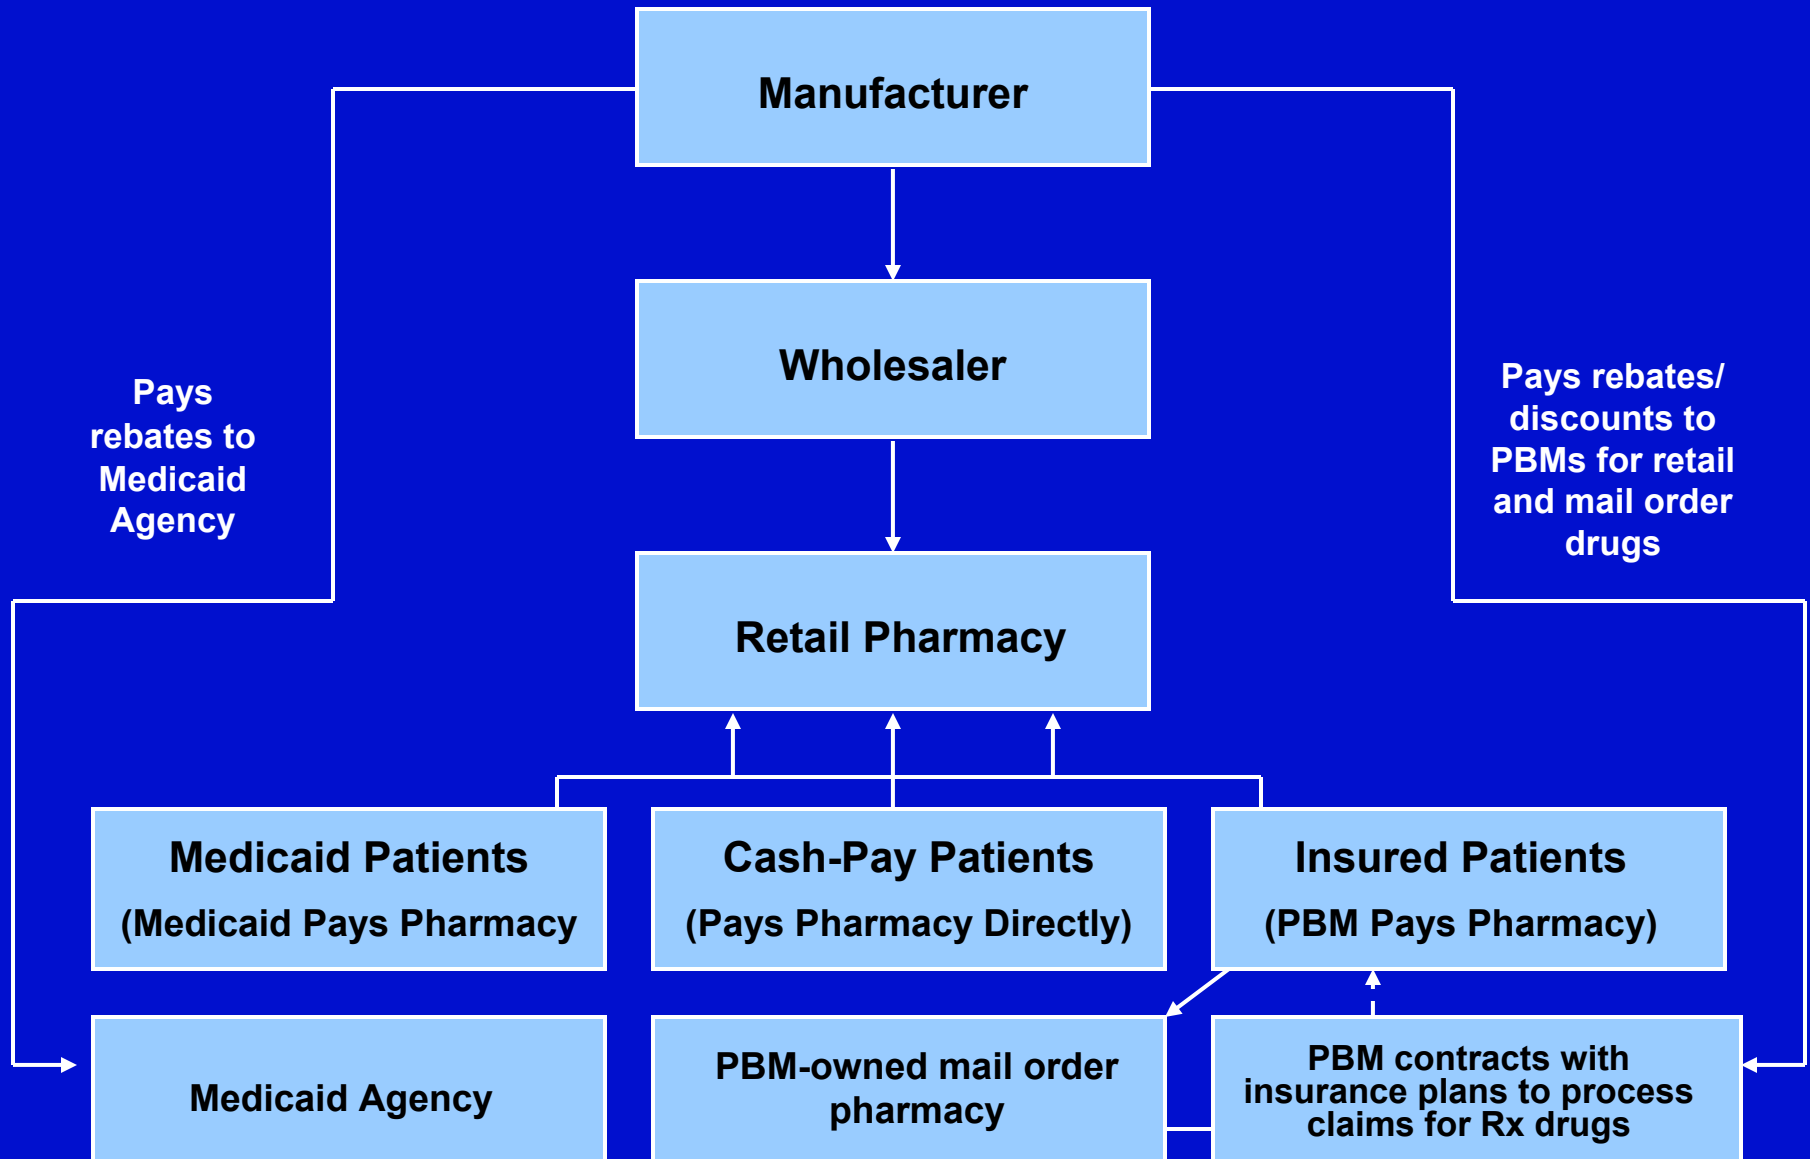 Manufacturer
Wholesaler
Pays
rebates to
Medicaid
Agency
Pays rebates/
discounts to
PBMs for retail
and mail order
drugs
Retail Pharmacy
Medicaid Patients
(Medicaid Pays Pharmacy
Cash-Pay Patients
(Pays Pharmacy Directly)
Insured Patients
(PBM Pays Pharmacy)
Medicaid Agency
PBM-owned mail order
pharmacy
PBM contracts with
insurance plans to process
claims for Rx drugs